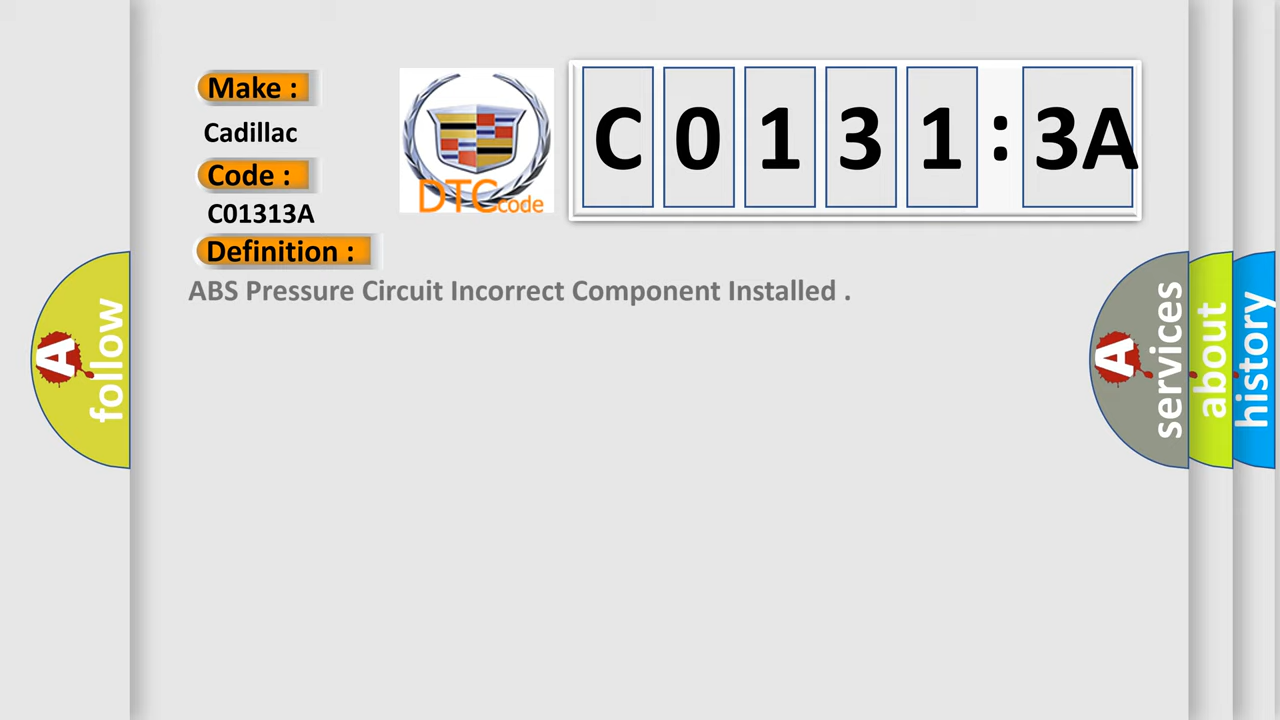 Make :
Cadillac
Code :
C01313A
Definition :
ABS Pressure Circuit Incorrect Component Installed .
DTC code
C 0 1 3 1 : 3A
A follow
A services
about
history